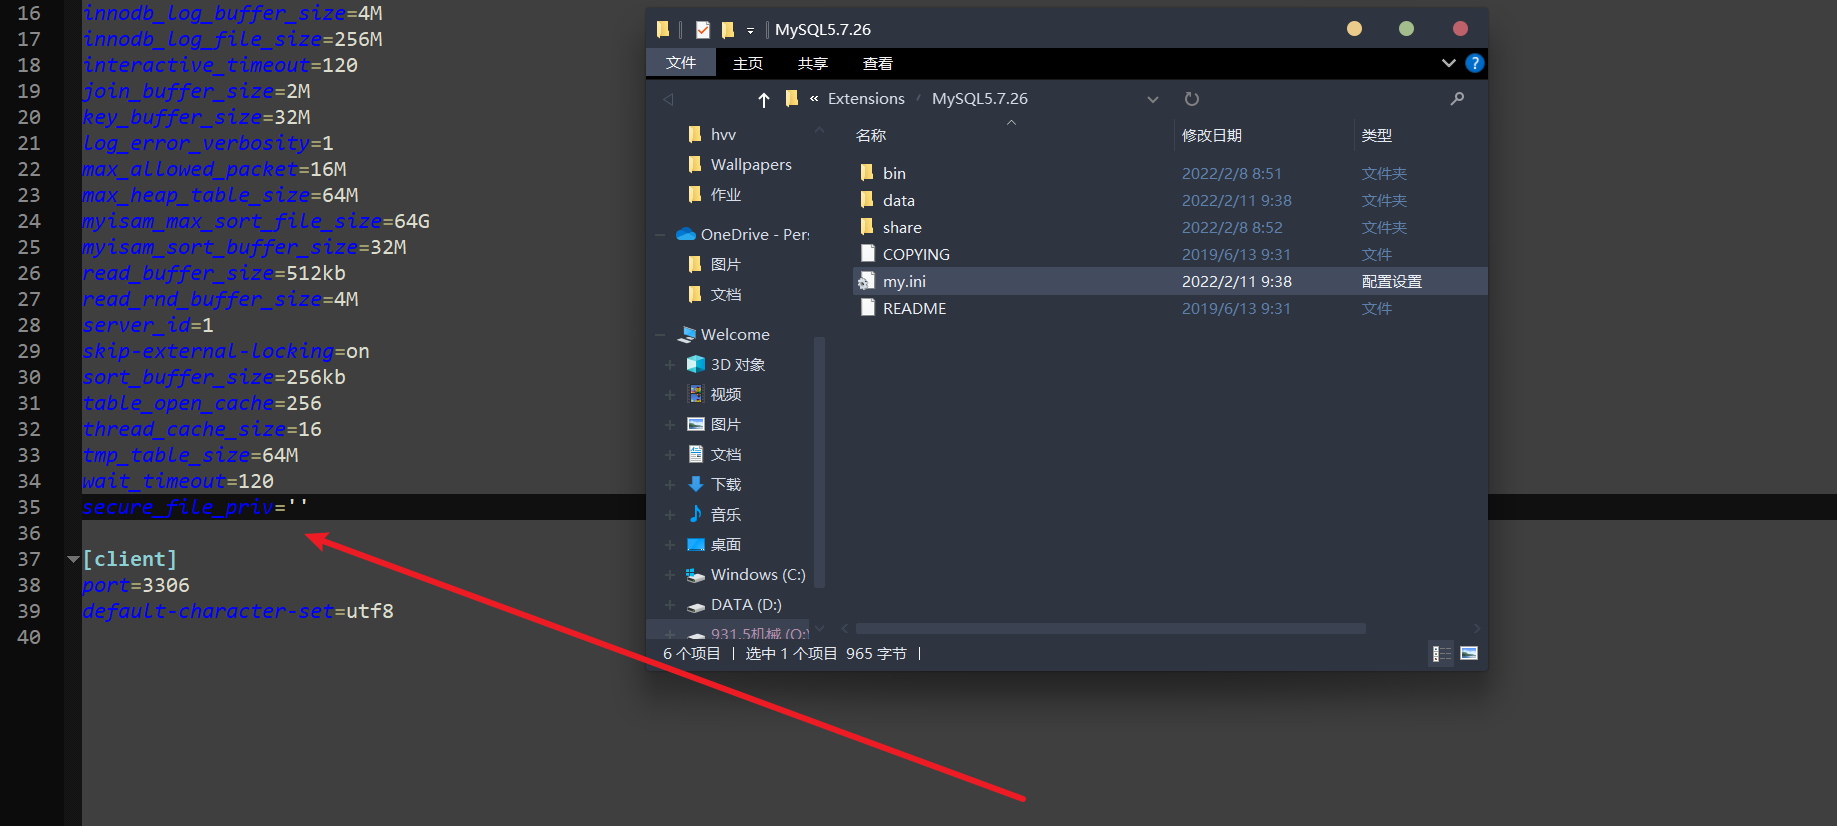 16 innodb_log_buffer_size=4M
17 innodb_log_file_size=256M
18 interactive_timeout=120
19 join_buffer_size=2M
20 key_buffer_size=32M
21 log_error_verbosity=1
22 max_allowed_packet=16M
23 max_heap_table_size=64M
24 myisam_max_sort_file_size=64G
25 myisam_sort_buffer_size=32M
26 read_buffer_size=512kb
27 read_rnd_buffer_size=4M
28 server_id=1
29 skip-external-locking=on
30 sort_buffer_size=256kb
31 table_open_cache=256
32 thread_cache_size=16
33 tmp_table_size=64M
34 wait_timeout=120
35 secure_file_priv=''
36
37 [client]
38 port=3306
39 default-character-set=utf8
40
MySQL5.7.26
文件 主页 共享 查看
« Extensions / MySQL5.7.26
hvv
Wallpapers
作业
OneDrive - Pers
图片
文档
Welcome
3D 对象
视频
图片
文档
下载
音乐
桌面
Windows (C:)
DATA (D:)
931.5机械 (O:)
名称 修改日期 类型
bin 2022/2/8 8:51 文件夹
data 2022/2/11 9:38 文件夹
share 2022/2/8 8:52 文件夹
COPYING 2019/6/13 9:31 文件
my.ini 2022/2/11 9:38 配置设置
README 2019/6/13 9:31 文件
6 个项目 | 选中 1 个项目 965 字节 |